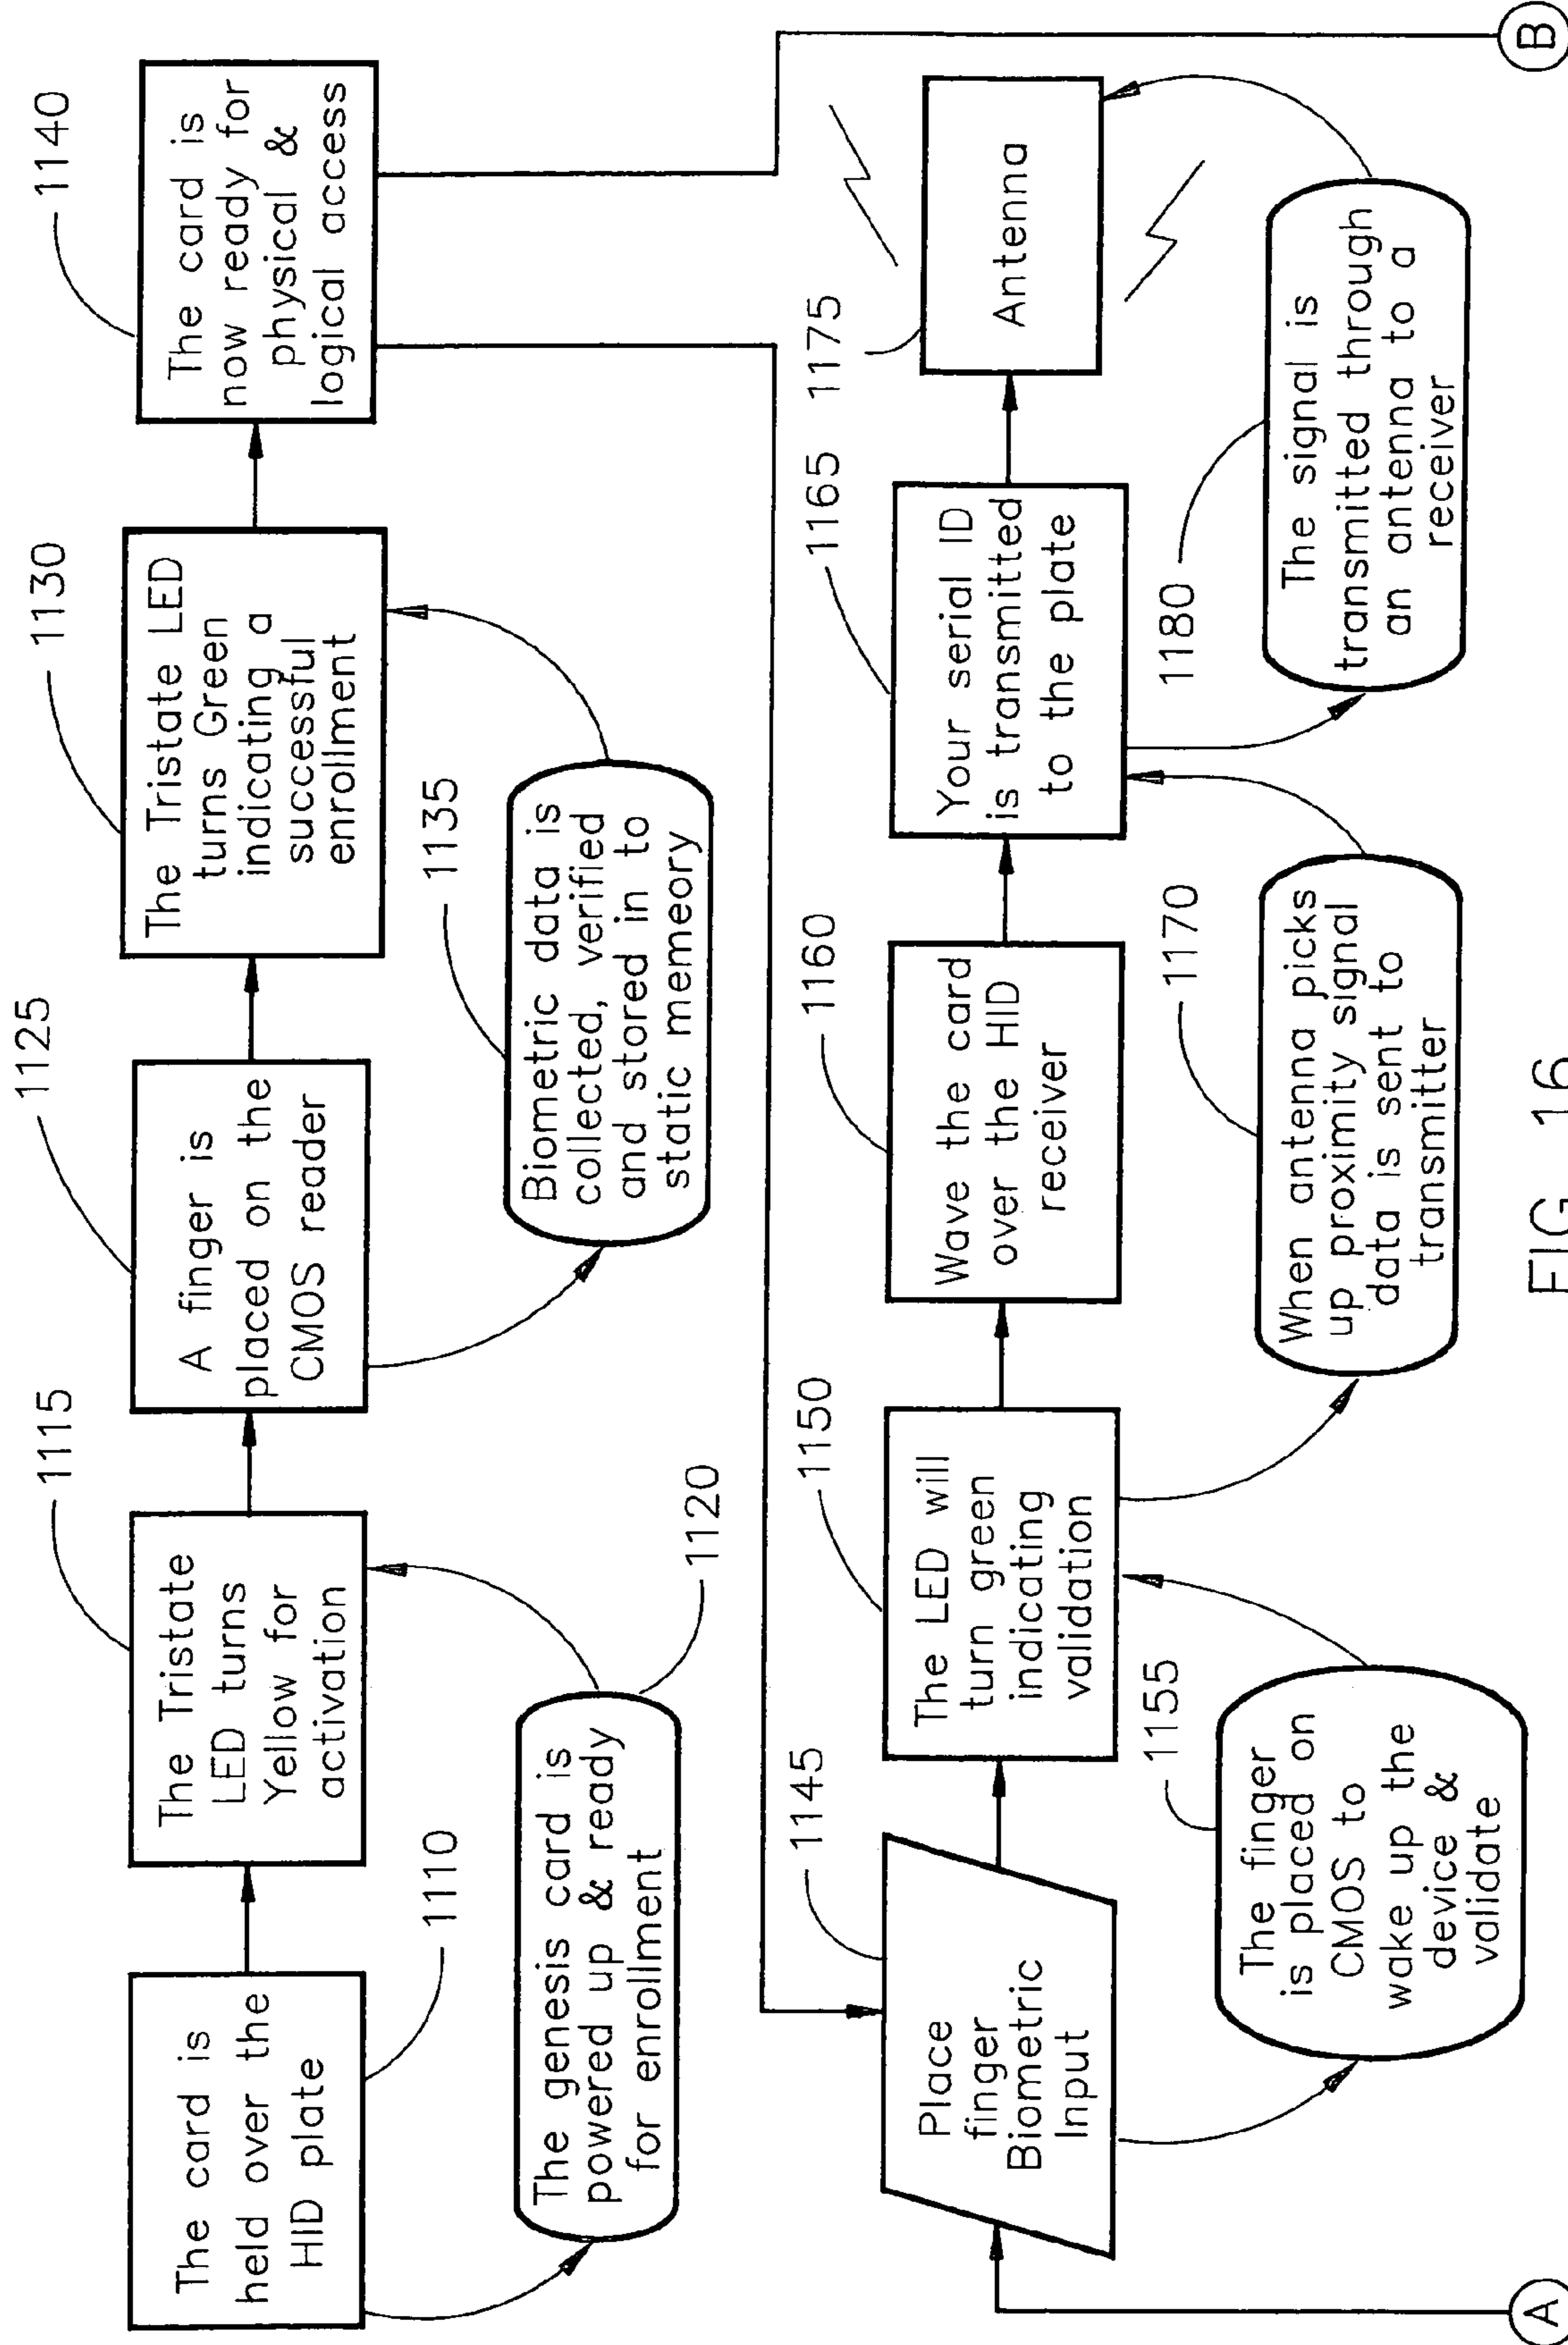 The card is
held over the
HID plate
1110
The Tristate
LED turns
Yellow for
activation
1115
The genesis card is
powered up & ready
for enrollment
1120
A finger is
placed on the
CMOS reader
1125
The Tristate LED
turns Green
indicating a
successful
enrollment
1130
Biometric data is
collected, verified
and stored in to
static memeory
1135
The card is
now ready for
physical &
logical access
1140
Place
finger
Biometric
Input
1145
The LED will
turn green
indicating
validation
1150
The finger
is placed on
CMOS to
wake up the
device &
validate
1155
Wave the card
over the HID
receiver
1160
Your serial ID
is transmitted
to the plate
1165
When antenna picks
up proximity signal
data is sent to
transmitter
1170
Antenna
1175
The signal is
transmitted through
an antenna to a
receiver
1180
A
B
FIG. 16